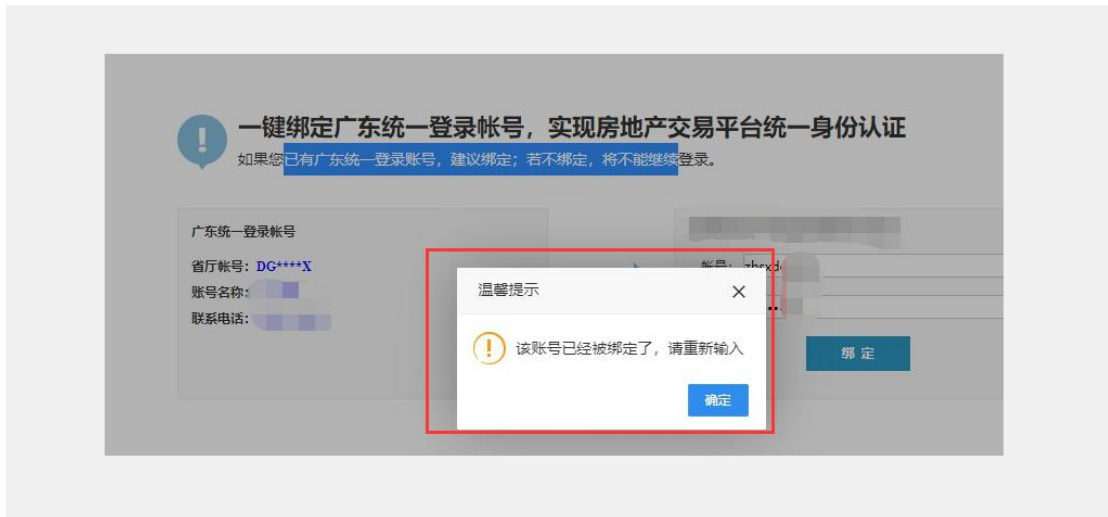 一键绑定广东统一登录帐号，实现房地产交易平台统一身份认证
如果您已有广东统一登录账号，建议绑定；若不绑定，将不能继续登录。
广东统一登录帐号
省厅帐号：DG****X
账号名称：
联系电话：
帐号：
温馨提示
该账号已经被绑定了，请重新输入
确定
绑 定